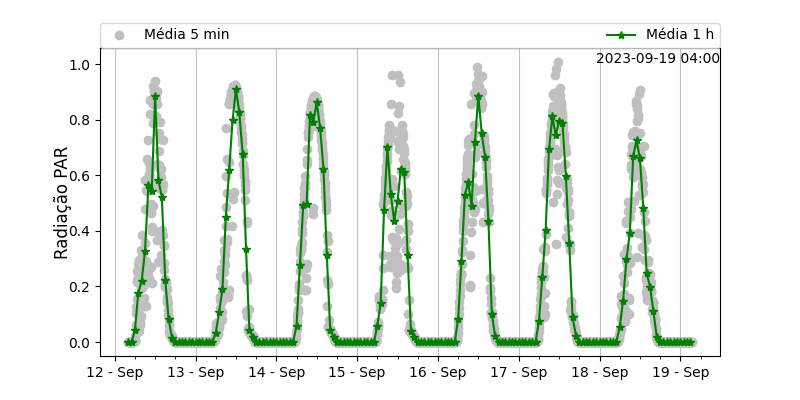 Média 5 min
Média 1 h
2023-09-19 04:00
1.0
0.8
0.6
0.4
0.2
0.0
Radiação PAR
12 - Sep
13 - Sep
14 - Sep
15 - Sep
16 - Sep
17 - Sep
18 - Sep
19 - Sep